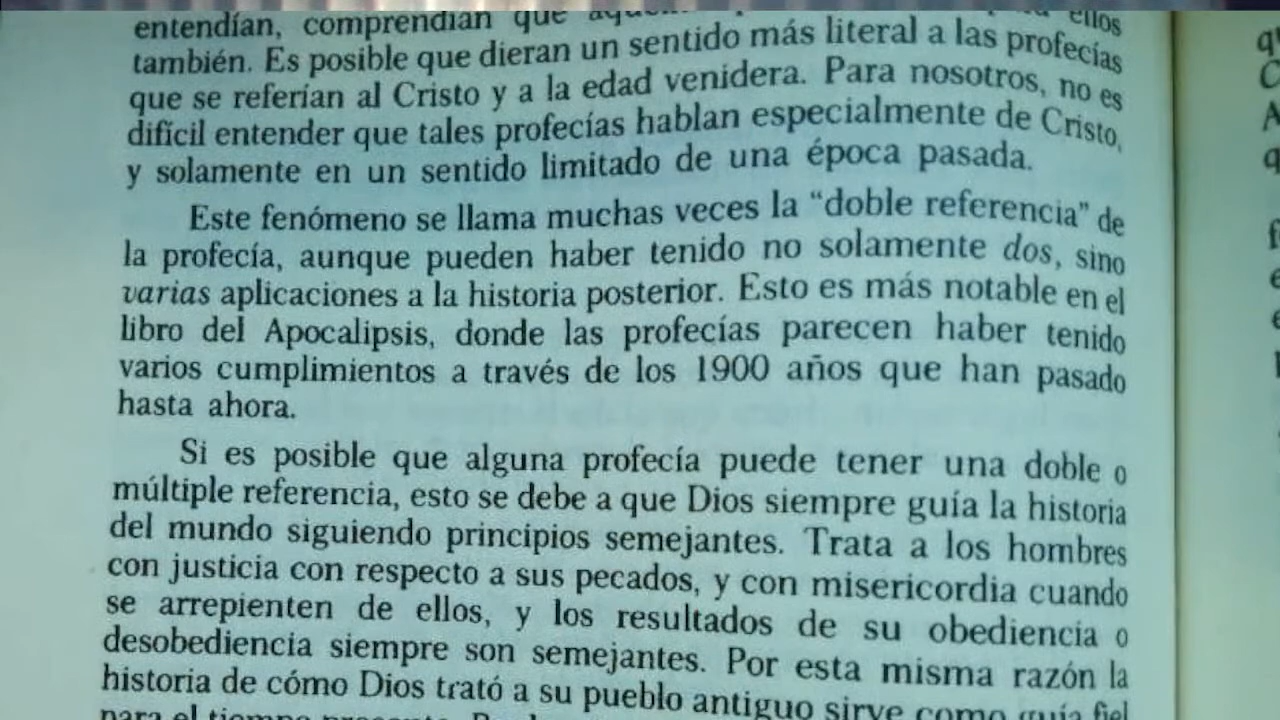 entendían, comprendían que ellos
también. Es posible que dieran un sentido más literal a las profecías
que se referían al Cristo y a la edad venidera. Para nosotros, no es
difícil entender que tales profecías hablan especialmente de Cristo,
y solamente en un sentido limitado de una época pasada.
Este fenómeno se llama muchas veces la “doble referencia” de
la profecía, aunque pueden haber tenido no solamente dos, sino
varias aplicaciones a la historia posterior. Esto es más notable en el
libro del Apocalipsis, donde las profecías parecen haber tenido
varios cumplimientos a través de los 1900 años que han pasado
hasta ahora.
Si es posible que alguna profecía puede tener una doble o
múltiple referencia, esto se debe a que Dios siempre guía la historia
del mundo siguiendo principios semejantes. Trata a los hombres
con justicia con respecto a sus pecados, y con misericordia cuando
se arrepienten de ellos, y los resultados de su obediencia o
desobediencia siempre son semejantes. Por esta misma razón la
historia de cómo Dios trató a su pueblo antiguo sirve como guía fiel
para el tiempo presente.